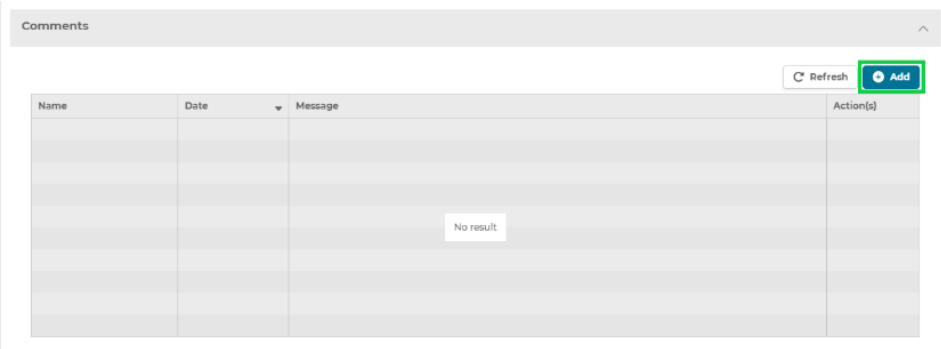 Comments
Refresh Add
Name Date Message Action(s)
No result